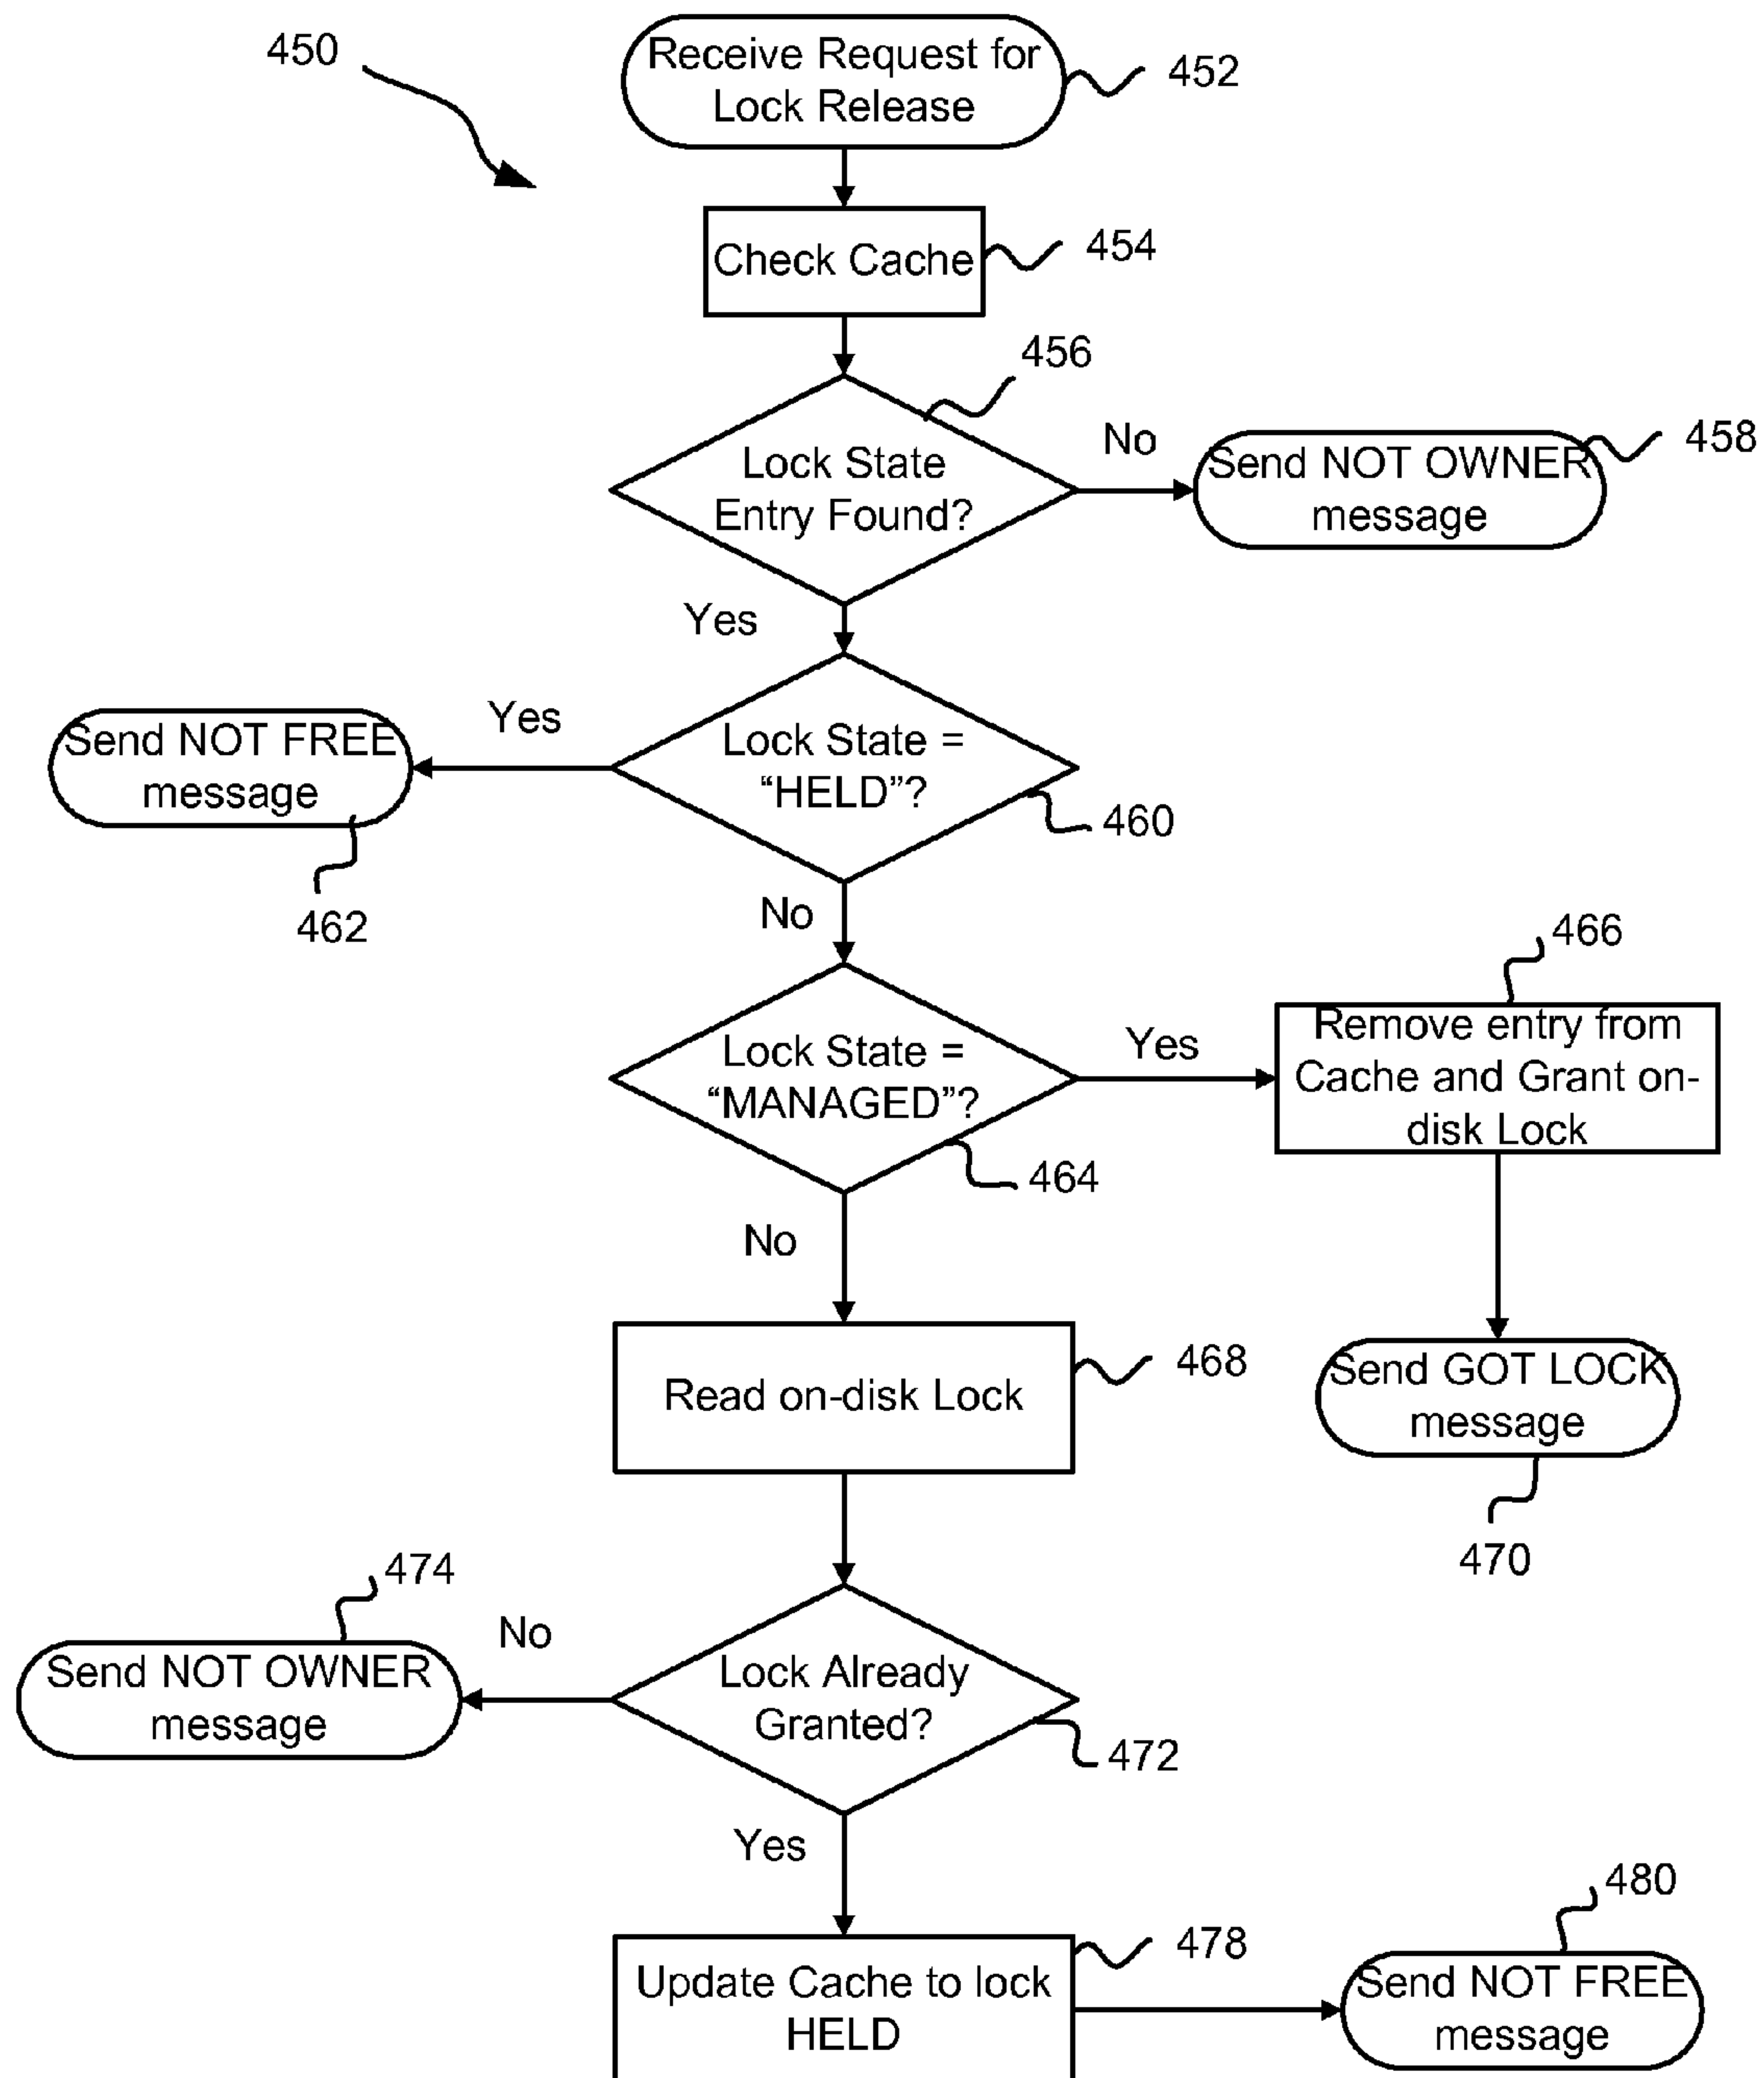 450
Receive Request for
Lock Release
452
Check Cache
454
456
Lock State
Entry Found?
No
Send NOT OWNER
message
458
Yes
Lock State =
“HELD”?
460
Yes
Send NOT FREE
message
462
No
Lock State =
“MANAGED”?
464
Yes
466
Remove entry from
Cache and Grant on-
disk Lock
No
Read on-disk Lock
468
Send GOT LOCK
message
470
474
No
Send NOT OWNER
message
Lock Already
Granted?
472
Yes
Update Cache to lock
HELD
478
480
Send NOT FREE
message